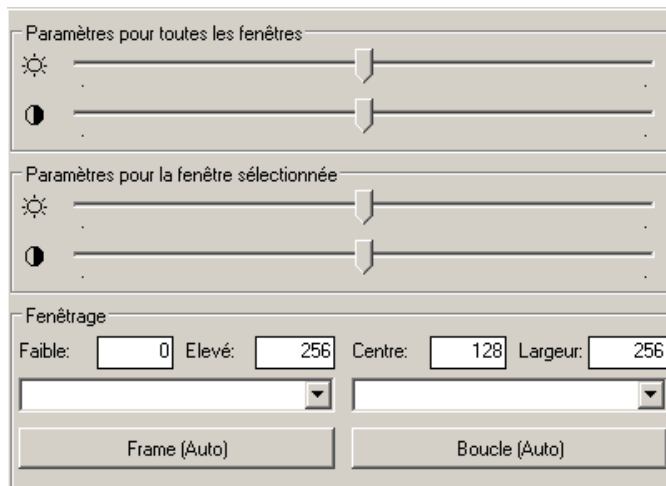 Paramètres pour toutes les fenêtres
Paramètres pour la fenêtre sélectionnée
Fenêtrage
Faible: 0 Elevé: 256 Centre: 128 Largeur: 256
Frame (Auto) Boucle (Auto)